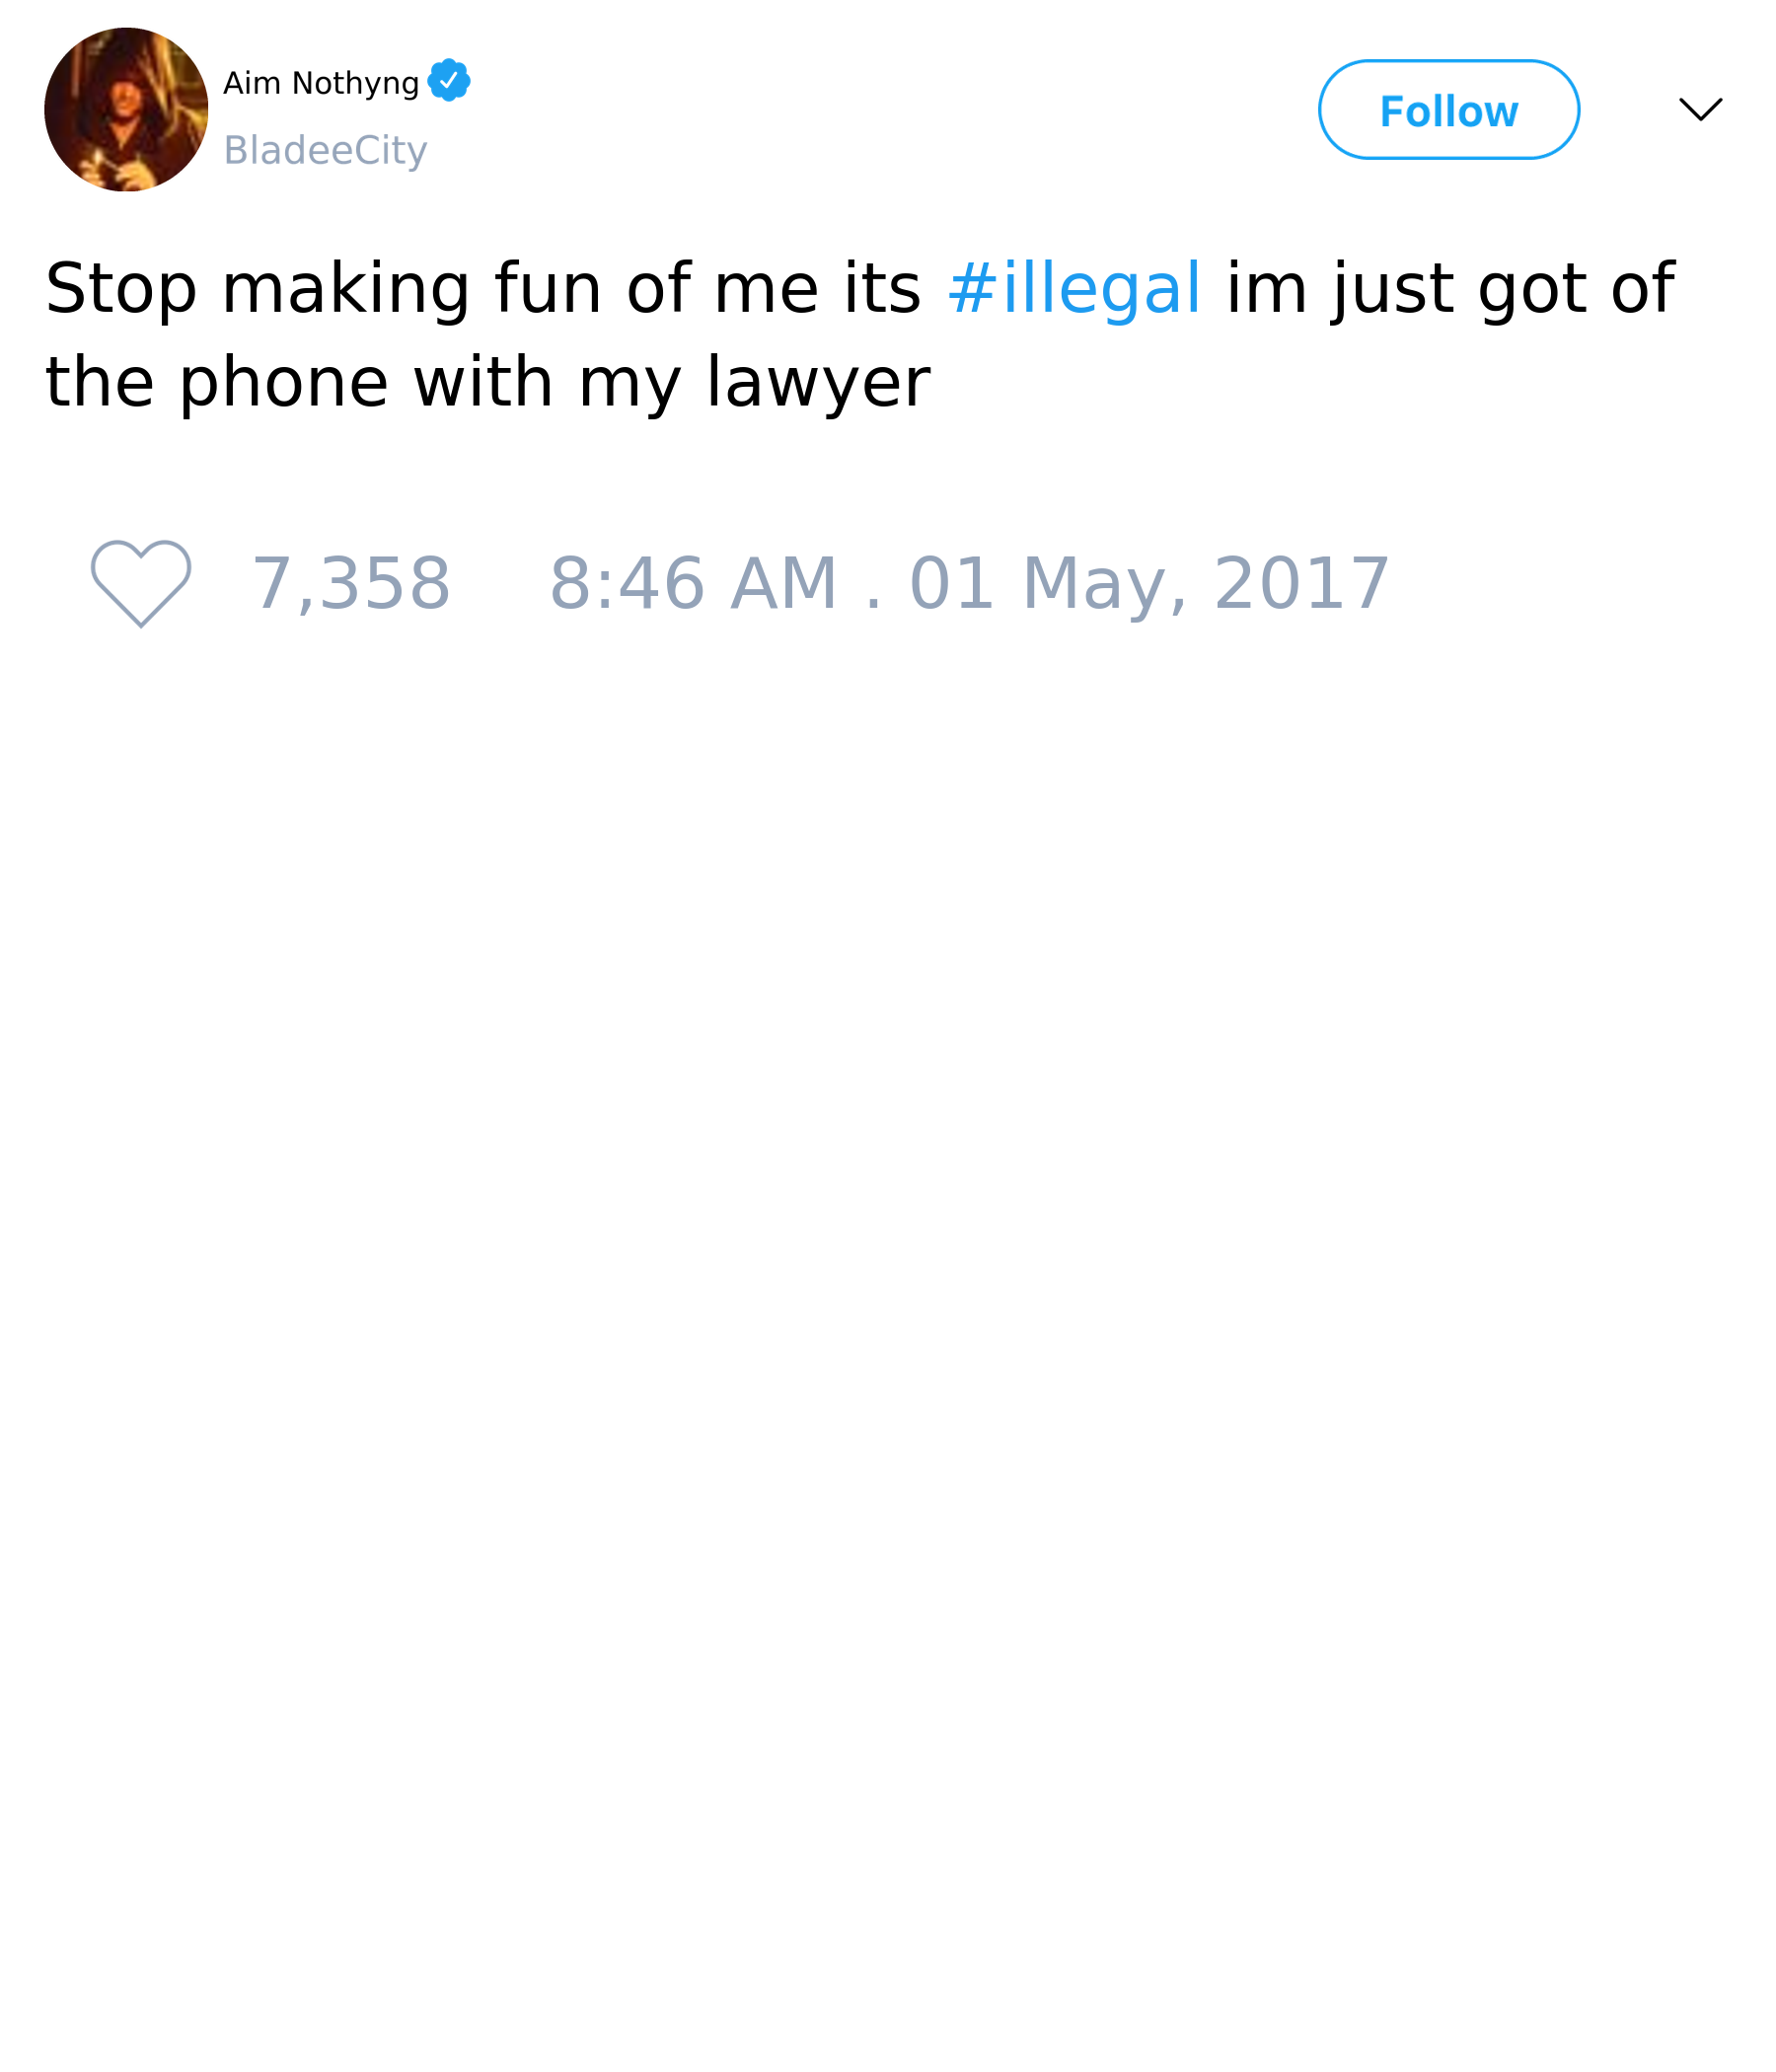 Aim Nothyng
BladeeCity
Follow
Stop making fun of me its #illegal im just got of
the phone with my lawyer
7,358 8:46 AM . 01 May, 2017